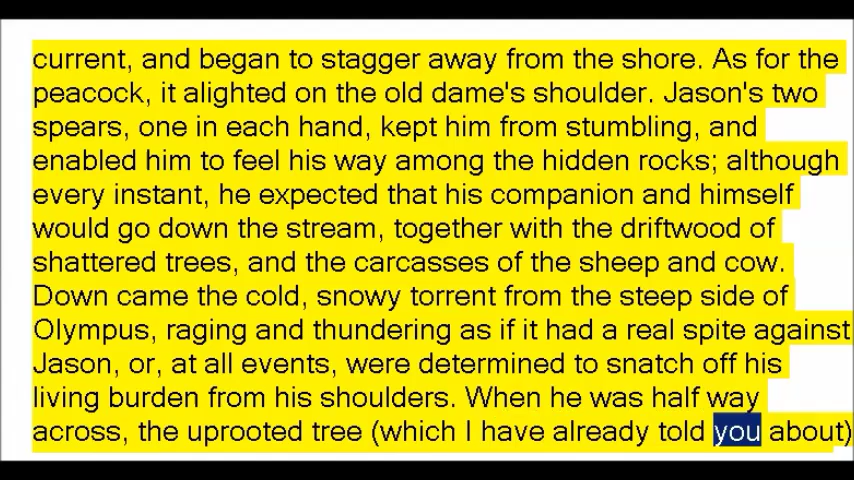 current, and began to stagger away from the shore. As for the
peacock, it alighted on the old dame's shoulder. Jason's two
spears, one in each hand, kept him from stumbling, and
enabled him to feel his way among the hidden rocks; although
every instant, he expected that his companion and himself
would go down the stream, together with the driftwood of
shattered trees, and the carcasses of the sheep and cow.
Down came the cold, snowy torrent from the steep side of
Olympus, raging and thundering as if it had a real spite against
Jason, or, at all events, were determined to snatch off his
living burden from his shoulders. When he was half way
across, the uprooted tree (which I have already told you about)